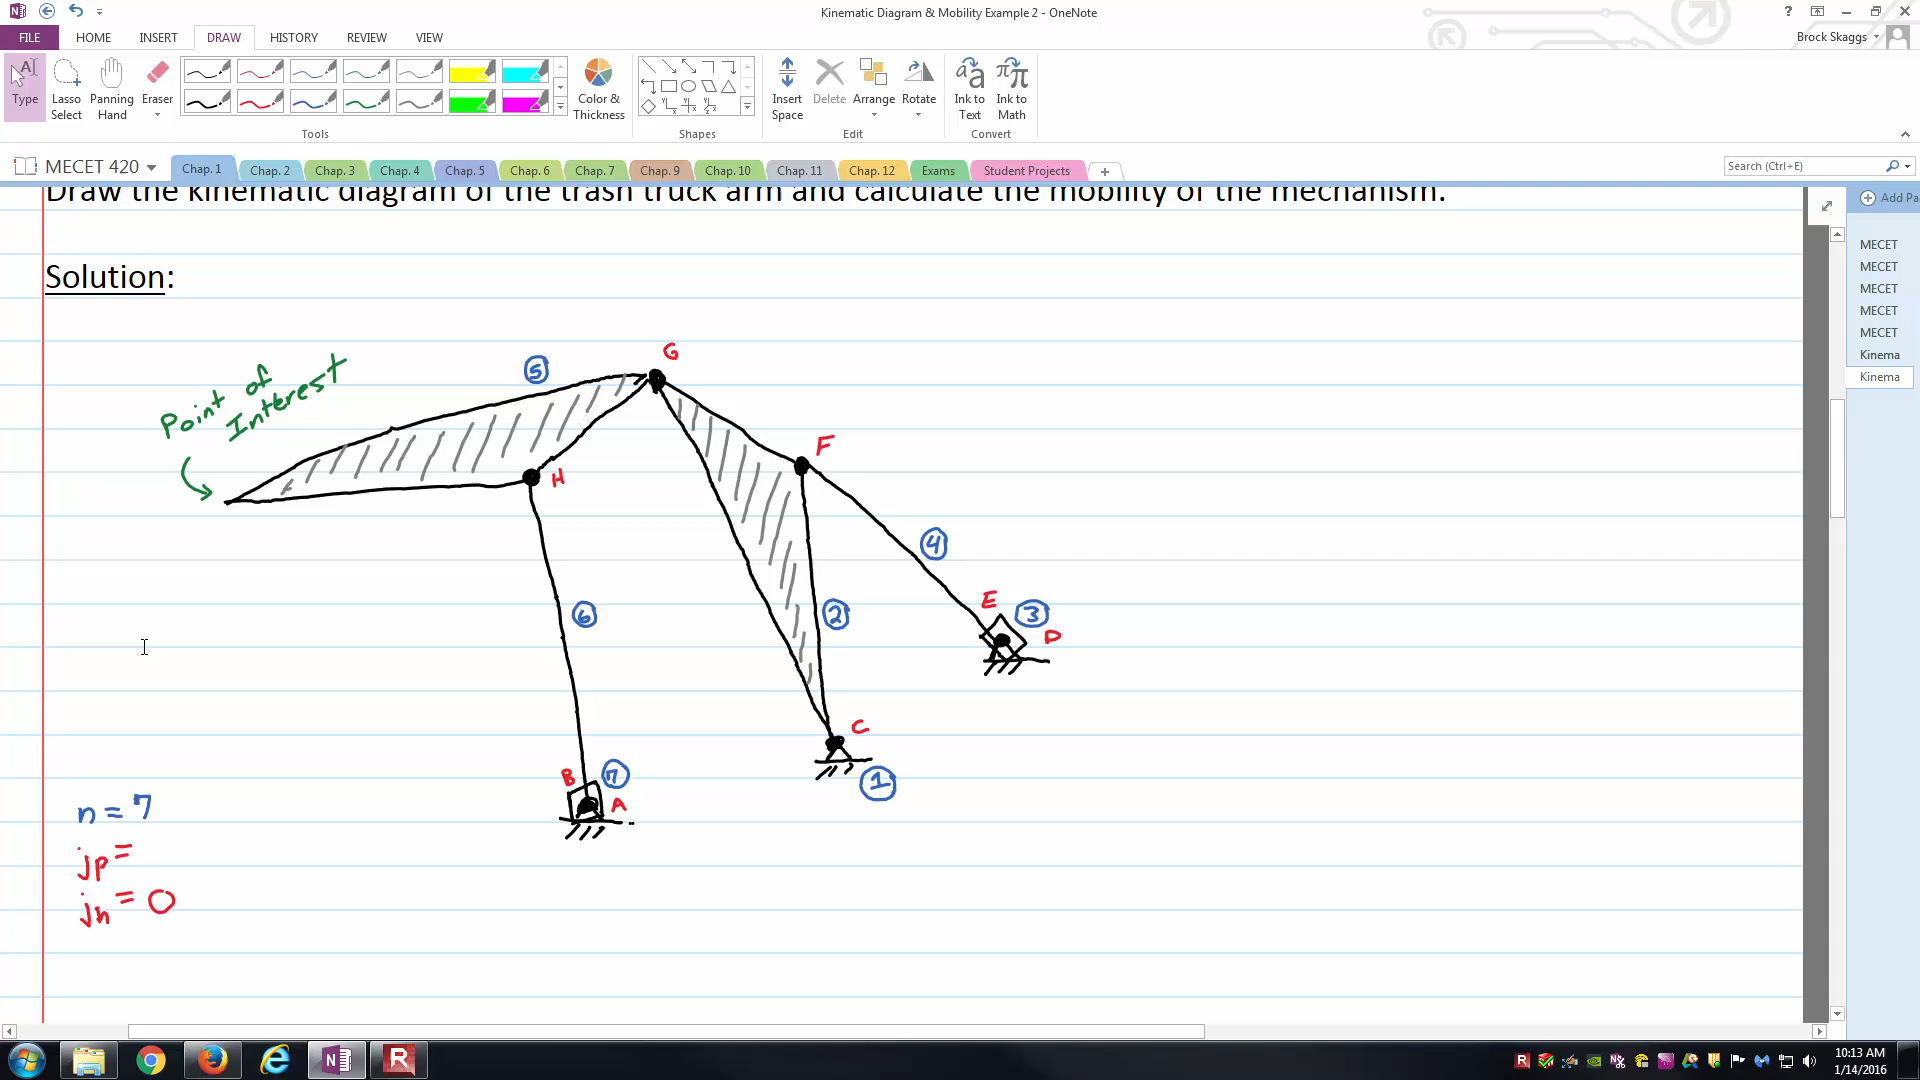 Kinematic Diagram & Mobility Example 2 - OneNote
?
FILE
HOME
INSERT
DRAW
HISTORY
REVIEW
VIEW
Brock Skaggs
Type
Lasso Select
Panning Hand
Eraser
Color & Thickness
Insert Space
Delete
Arrange
Rotate
Ink to Text
Ink to Math
Tools
Shapes
Edit
Convert
MECET 420
Chap. 1
Chap. 2
Chap. 3
Chap. 4
Chap. 5
Chap. 6
Chap. 7
Chap. 9
Chap. 10
Chap. 11
Chap. 12
Exams
Student Projects
Search (Ctrl+E)
Draw the kinematic diagram of the trash truck arm and calculate the mobility of the mechanism.
Add Pa
MECET
MECET
MECET
MECET
MECET
Kinema
Kinema
Solution:
Point of
Interest
5
G
F
H
4
6
2
E
3
D
C
1
B
7
A
n = 7
jp =
jh = 0
10:13 AM
1/14/2016